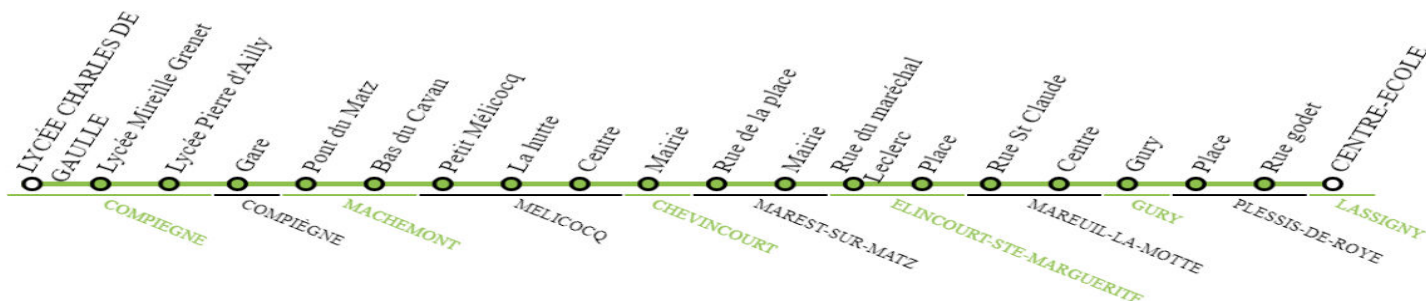 LYCÉE CHARLES DE
GAULLE
Lycée Mireille Grenet
Lycée Pierre d'Ailly
Gare
Pont du Matz
Bas du Cavan
Petit Mélicocq
La hutte
Centre
Mairie
Rue de la place
Mairie
Rue du maréchal
Leclerc
Place
Rue St Claude
Centre
Gury
Place
Rue godet
CENTRE-ECOLE
COMPIEGNE
COMPIÈGNE
MACHEMONT
MELICOCQ
CHEVINCOURT
MAREST-SUR-MATZ
ELINCOURT-STE-MARGUERITE
MAREUIL-LA-MOTTE
GURY
PLESSIS-DE-ROYE
LASSIGNY